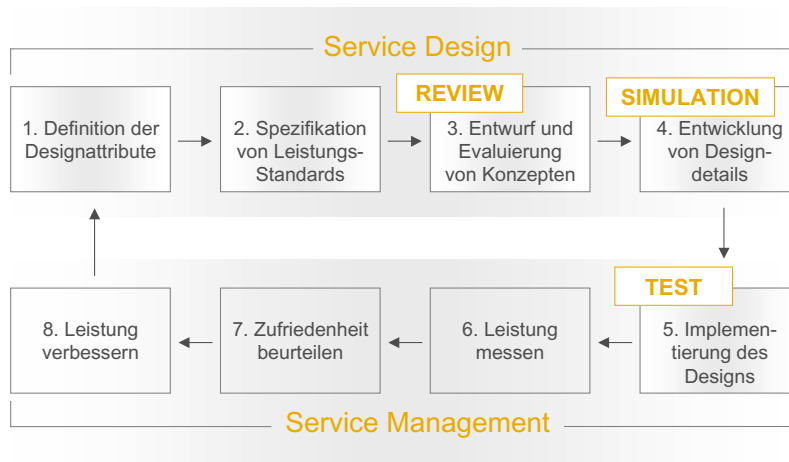 Service Design
REVIEW
SIMULATION
1. Definition der
Designattribute
2. Spezifikation
von Leistungs-
Standards
3. Entwurf und
Evaluierung
von Konzepten
4. Entwicklung
von Design-
details
TEST
8. Leistung
verbessern
7. Zufriedenheit
beurteilen
6. Leistung
messen
5. Implemen-
tierung des
Designs
Service Management